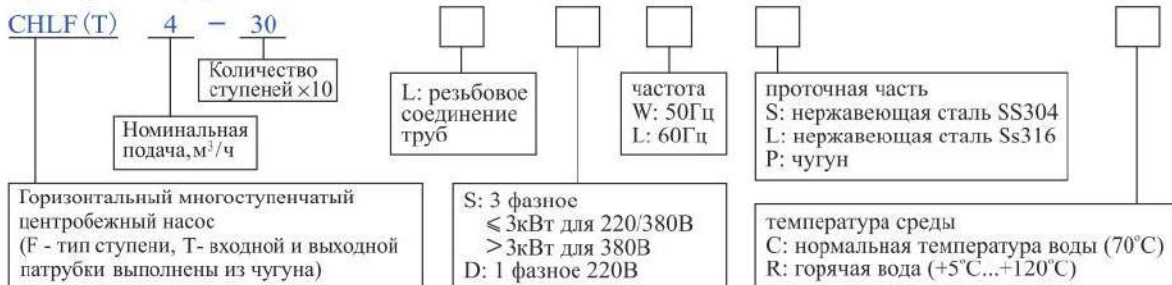 CHLF(T) 4 - 30
Количество
ступеней ×10
Номинальная
подача, м³/ч
Горизонтальный многоступенчатый
центробежный насос
(F - тип ступени, T- входной и выходной
патрубки выполнены из чугуна)
L: резьбовое
соединение
труб
S: 3 фазное
⩽ 3кВт для 220/380В
>3кВт для 380В
D: 1 фазное 220В
частота
W: 50Гц
L: 60Гц
проточная часть
S: нержавеющая сталь SS304
L: нержавеющая сталь Ss316
P: чугун
температура среды
C: нормальная температура воды (70°C)
R: горячая вода (+5°C...+120°C)